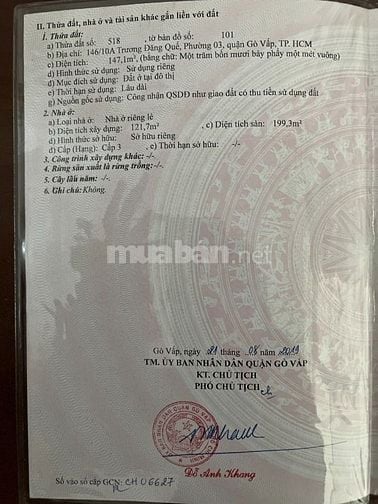 II. Thửa đất, nhà ở và tài sản khác gắn liền với đất
1. Thửa đất:
a) Thửa đất số: 518 , tờ bản đồ số: 101
b) Địa chỉ: 146/10A Trương Đăng Quế, Phường 03, quận Gò Vấp, TP. HCM
c) Diện tích: 147,1m², (bằng chữ: Một trăm bốn mươi bảy phẩy một mét vuông)
d) Hình thức sử dụng: Sử dụng riêng
đ) Mục đích sử dụng: Đất ở tại đô thị
e) Thời hạn sử dụng: Lâu dài
g) Nguồn gốc sử dụng: Công nhận QSDĐ như giao đất có thu tiền sử dụng đất
2. Nhà ở:
a) Loại nhà ở: Nhà ở riêng lẻ
b) Diện tích xây dựng: 121,7m² , c) Diện tích sàn: 199,3m²
d) Hình thức sở hữu: Sở hữu riêng
đ) Cấp (Hạng): Cấp 3 , e) Thời hạn sở hữu: -/-
3. Công trình xây dựng khác: -/-
4. Rừng sản xuất là rừng trồng: -/-
5. Cây lâu năm: -/-
6. Ghi chú: Không.
muaban.net
Gò Vấp, ngày 21 tháng 08 năm 2019
TM. ỦY BAN NHÂN DÂN QUẬN GÒ VẤP
KT. CHỦ TỊCH
PHÓ CHỦ TỊCH
Đỗ Anh Khang
Số vào sổ cấp GCN: CH06627